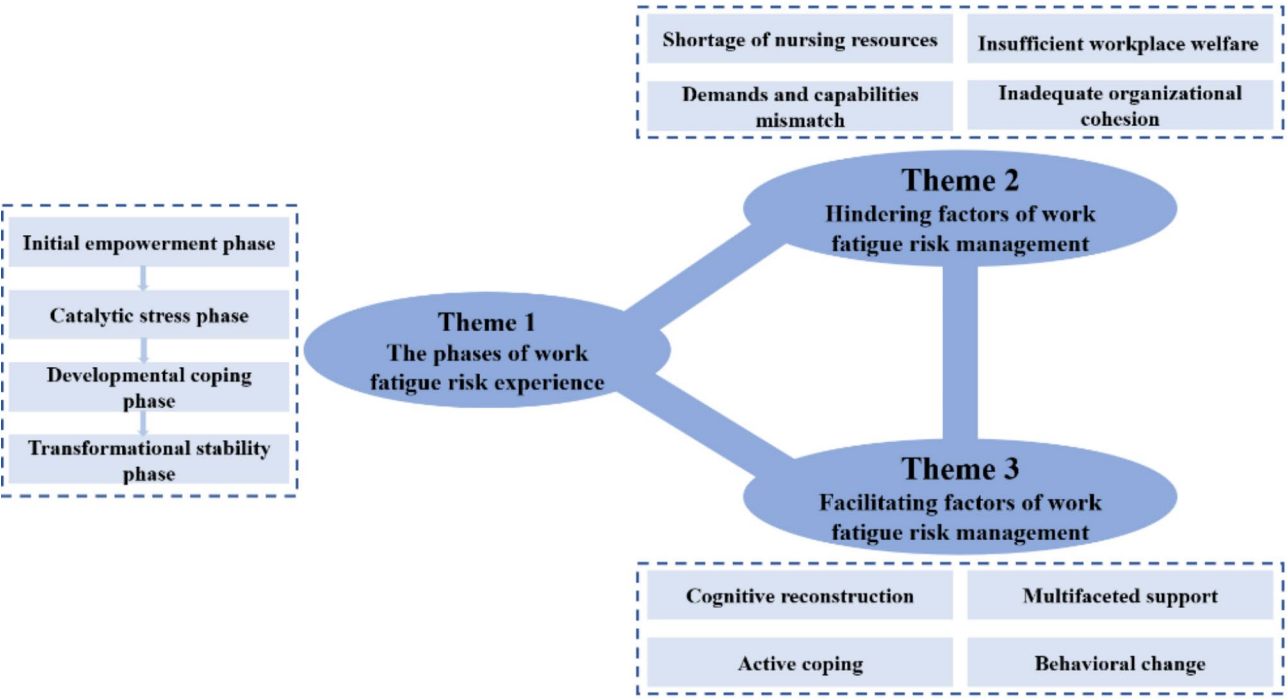 Shortage of nursing resources
Insufficient workplace welfare
Demands and capabilities
mismatch
Inadequate organizational
cohesion
Theme 2
Hindering factors of work
fatigue risk management
Initial empowerment phase
Catalytic stress phase
Developmental coping
phase
Transformational stability
phase
Theme 1
The phases of work
fatigue risk experience
Theme 3
Facilitating factors of work
fatigue risk management
Cognitive reconstruction
Multifaceted support
Active coping
Behavioral change